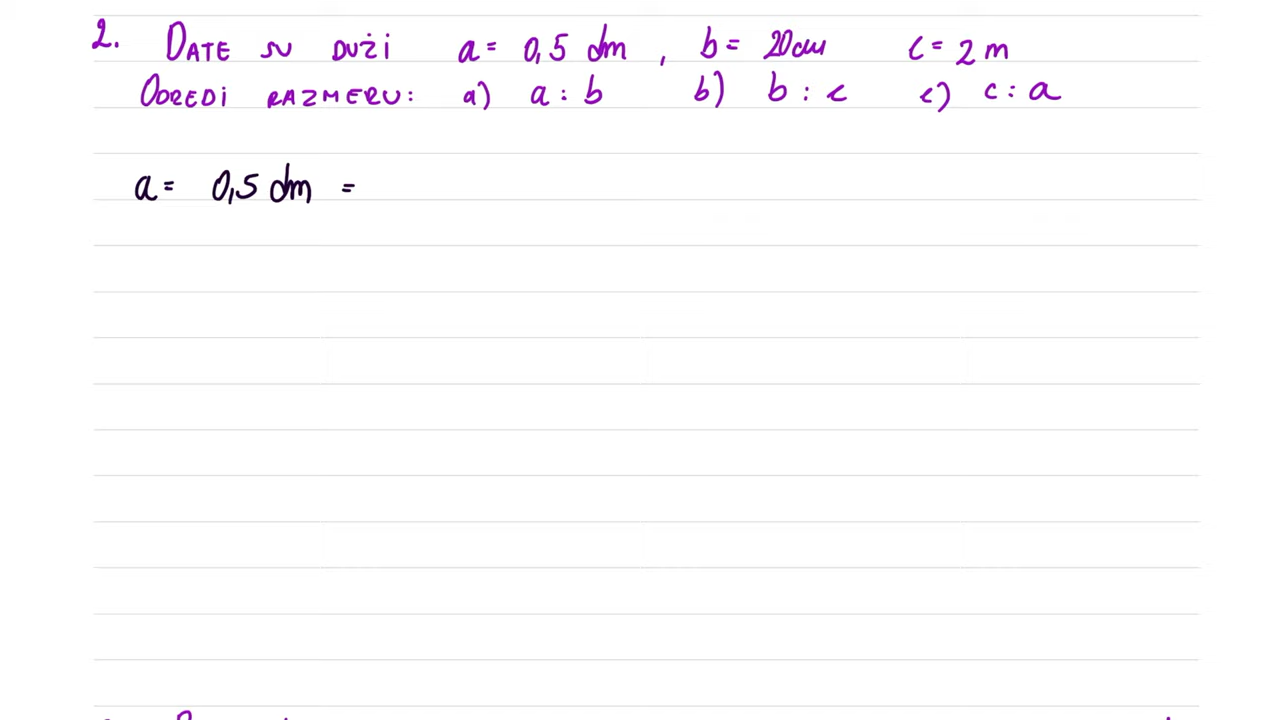 2. DATE SU DUŽI a = 0,5 dm, b = 20cm c = 2 m
ODREDI RAZMERU: a) a : b b) b : c c) c : a
a = 0,5 dm =